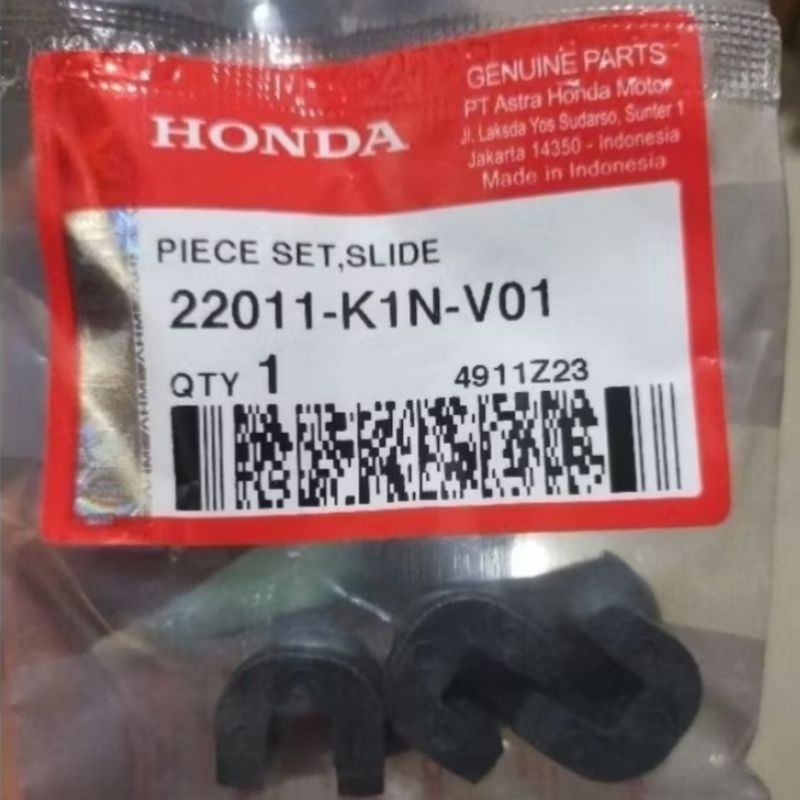 HONDA
GENUINE PARTS
PT Astra Honda Motor
Jl. Laksda Yos Sudarso, Sunter 1
Jakarta 14350 - Indonesia
Made in Indonesia
PIECE SET,SLIDE
22011-K1N-V01
QTY 1
4911Z23
HONDA